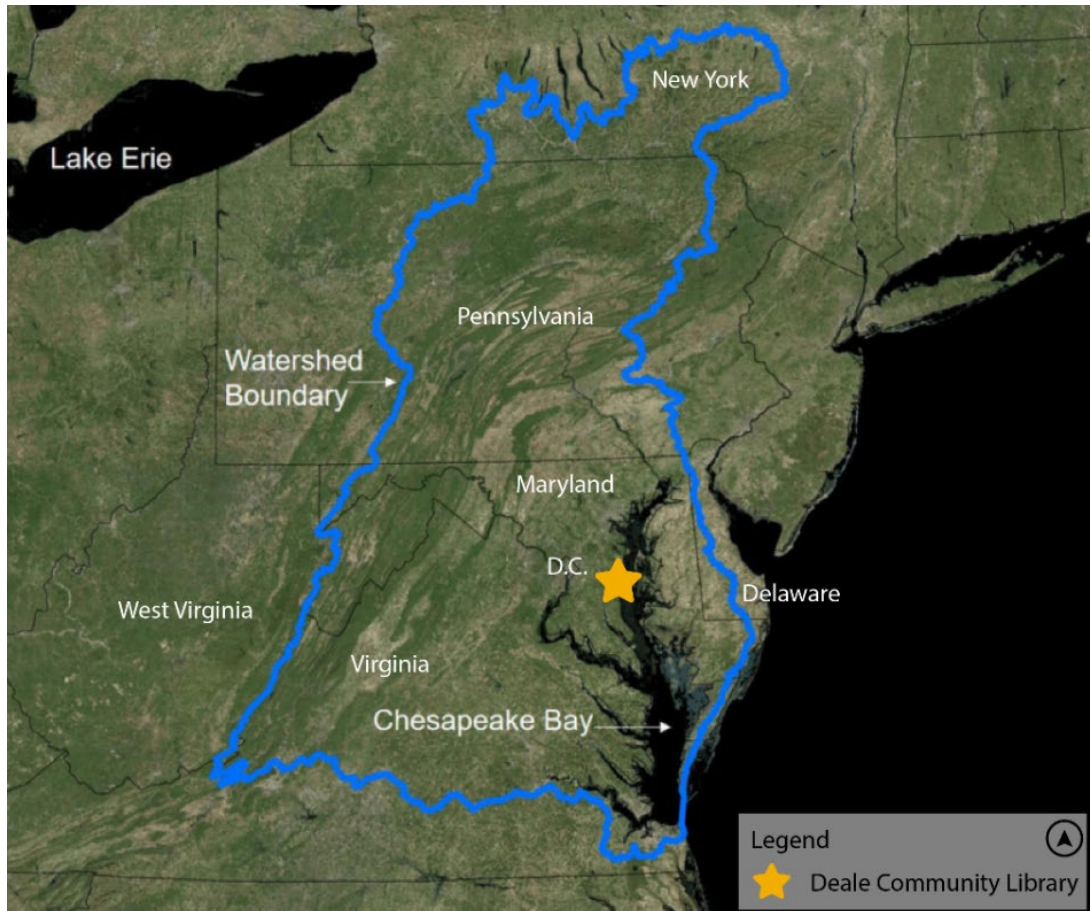 New York
Lake Erie
Pennsylvania
Watershed
Boundary
Maryland
D.C.
Delaware
West Virginia
Virginia
Chesapeake Bay
Legend
Deale Community Library